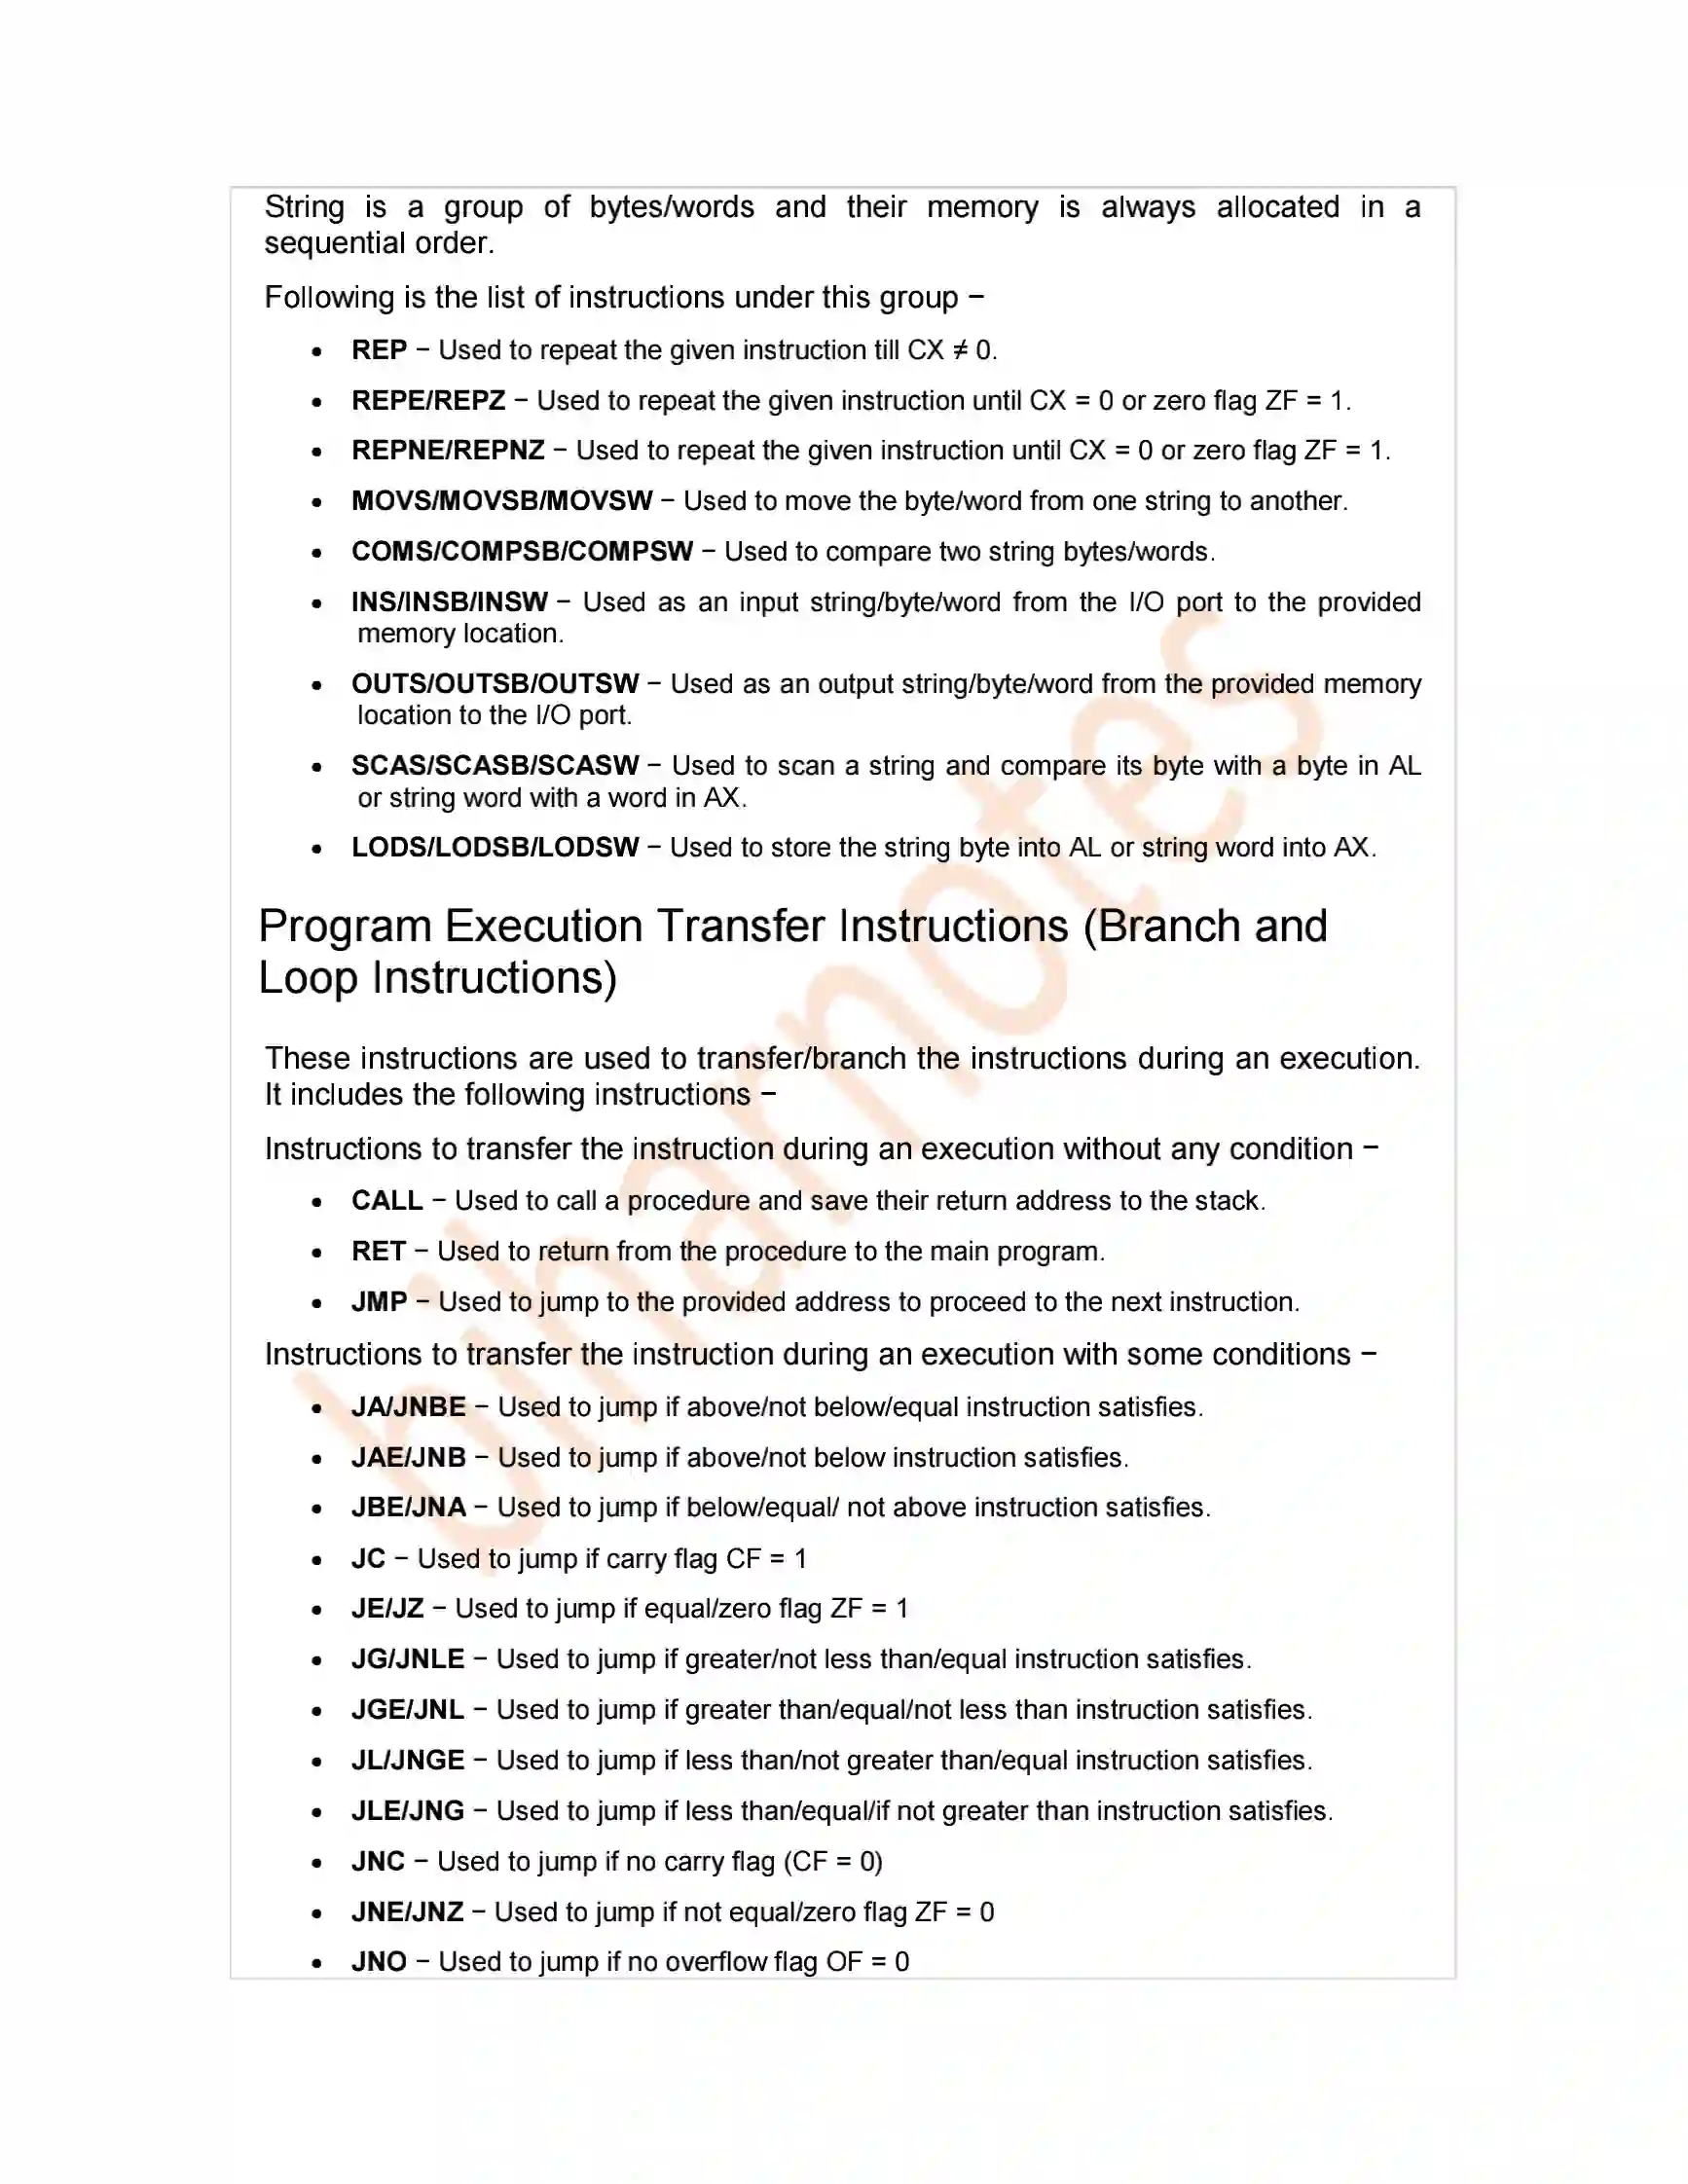 String is a group of bytes/words and their memory is always allocated in a
sequential order.
Following is the list of instructions under this group −
• REP − Used to repeat the given instruction till CX ≠ 0.
• REPE/REPZ − Used to repeat the given instruction until CX = 0 or zero flag ZF = 1.
• REPNE/REPNZ − Used to repeat the given instruction until CX = 0 or zero flag ZF = 1.
• MOVS/MOVSB/MOVSW − Used to move the byte/word from one string to another.
• COMS/COMPSB/COMPSW − Used to compare two string bytes/words.
• INS/INSB/INSW − Used as an input string/byte/word from the I/O port to the provided
memory location.
• OUTS/OUTSB/OUTSW − Used as an output string/byte/word from the provided memory
location to the I/O port.
• SCAS/SCASB/SCASW − Used to scan a string and compare its byte with a byte in AL
or string word with a word in AX.
• LODS/LODSB/LODSW − Used to store the string byte into AL or string word into AX.
Program Execution Transfer Instructions (Branch and
Loop Instructions)
These instructions are used to transfer/branch the instructions during an execution.
It includes the following instructions −
Instructions to transfer the instruction during an execution without any condition −
• CALL − Used to call a procedure and save their return address to the stack.
• RET − Used to return from the procedure to the main program.
• JMP − Used to jump to the provided address to proceed to the next instruction.
Instructions to transfer the instruction during an execution with some conditions −
• JA/JNBE − Used to jump if above/not below/equal instruction satisfies.
• JAE/JNB − Used to jump if above/not below instruction satisfies.
• JBE/JNA − Used to jump if below/equal/ not above instruction satisfies.
• JC − Used to jump if carry flag CF = 1
• JE/JZ − Used to jump if equal/zero flag ZF = 1
• JG/JNLE − Used to jump if greater/not less than/equal instruction satisfies.
• JGE/JNL − Used to jump if greater than/equal/not less than instruction satisfies.
• JL/JNGE − Used to jump if less than/not greater than/equal instruction satisfies.
• JLE/JNG − Used to jump if less than/equal/if not greater than instruction satisfies.
• JNC − Used to jump if no carry flag (CF = 0)
• JNE/JNZ − Used to jump if not equal/zero flag ZF = 0
• JNO − Used to jump if no overflow flag OF = 0
biharnotes